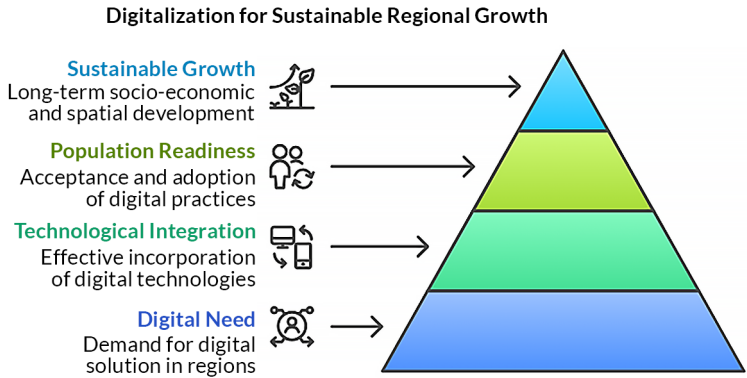 Digitalization for Sustainable Regional Growth
Sustainable Growth
Long-term socio-economic
and spatial development
Population Readiness
Acceptance and adoption
of digital practices
Technological Integration
Effective incorporation
of digital technologies
Digital Need
Demand for digital
solution in regions